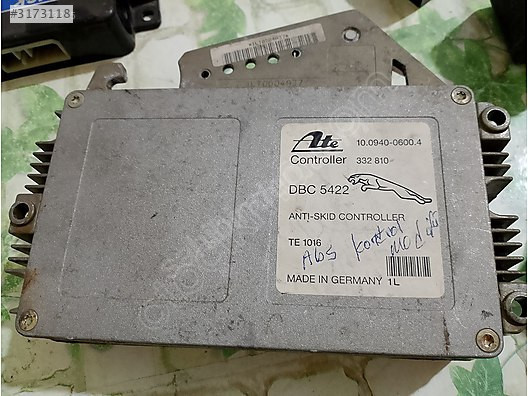 #3173118
Ate
10.0940-0600.4
Controller 332 810
DBC 5422
ANTI-SKID CONTROLLER
TE 1016
Abs kontrol
MADE IN GERMANY 1L